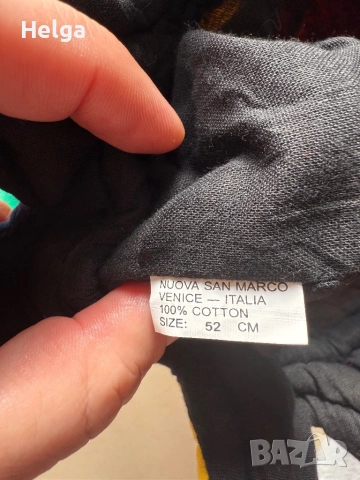 Helga
NUOVA SAN MARCO
VENICE — ITALIA
100% COTTON
SIZE: 52 CM
BAZAR